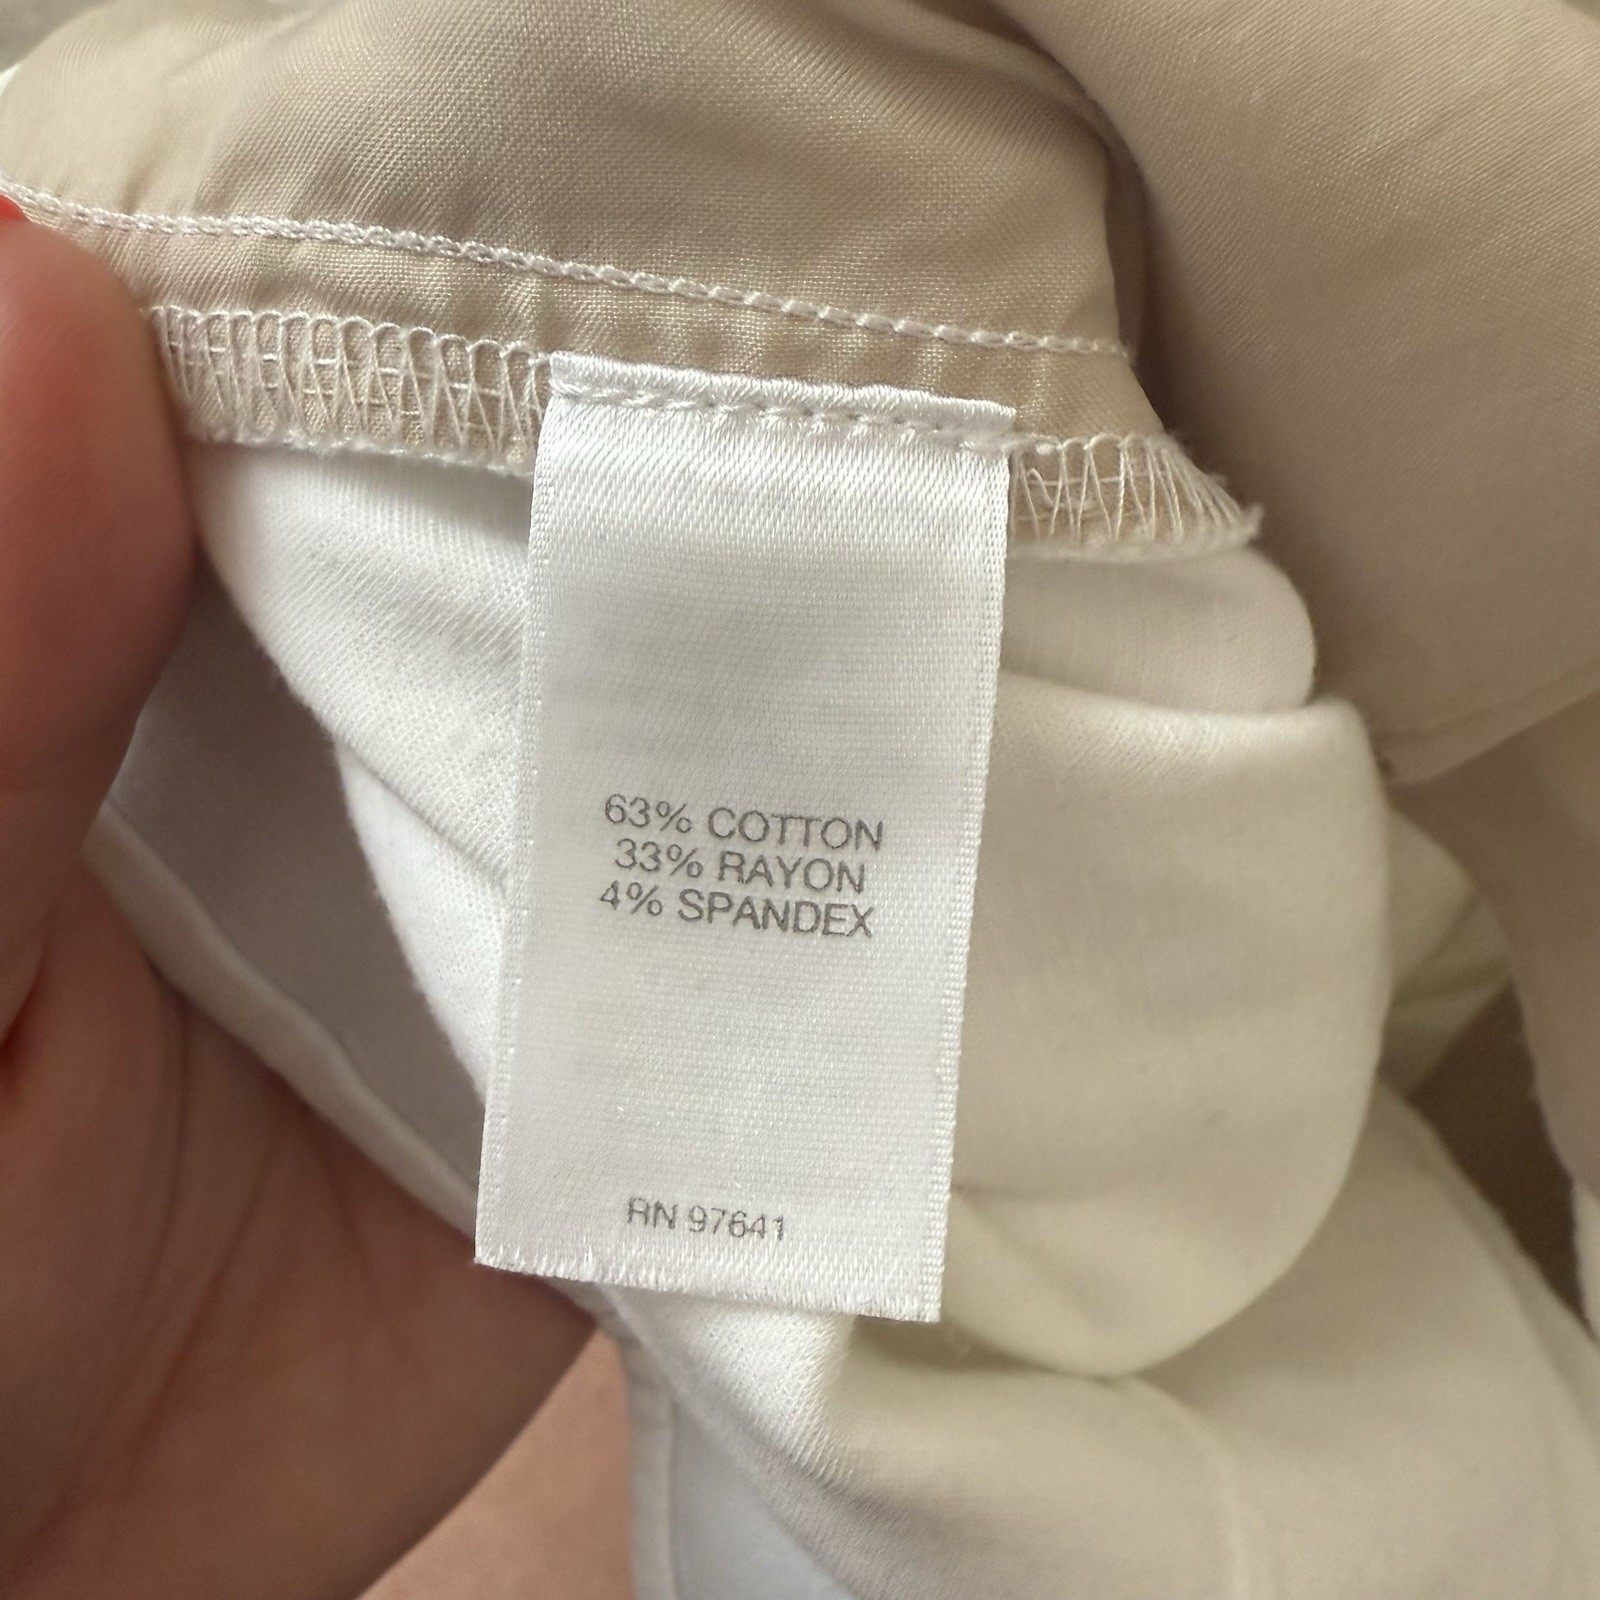 63% COTTON
33% RAYON
4% SPANDEX
RN 97641